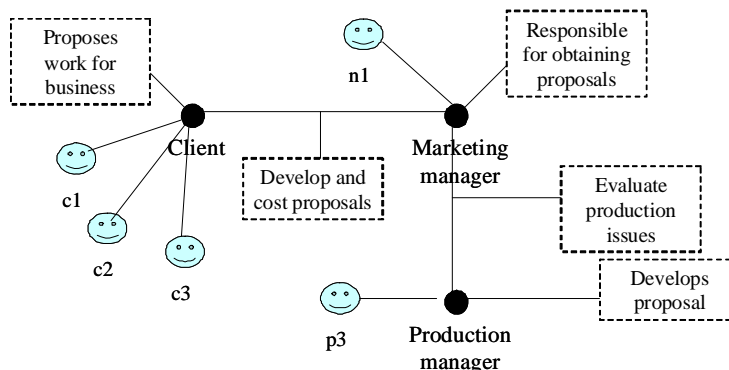 Proposes
work for
business
n1
Responsible
for obtaining
proposals
Client
Marketing
manager
c1
Develop and
cost proposals
Evaluate
production
issues
c2
c3
Develops
proposal
p3
Production
manager